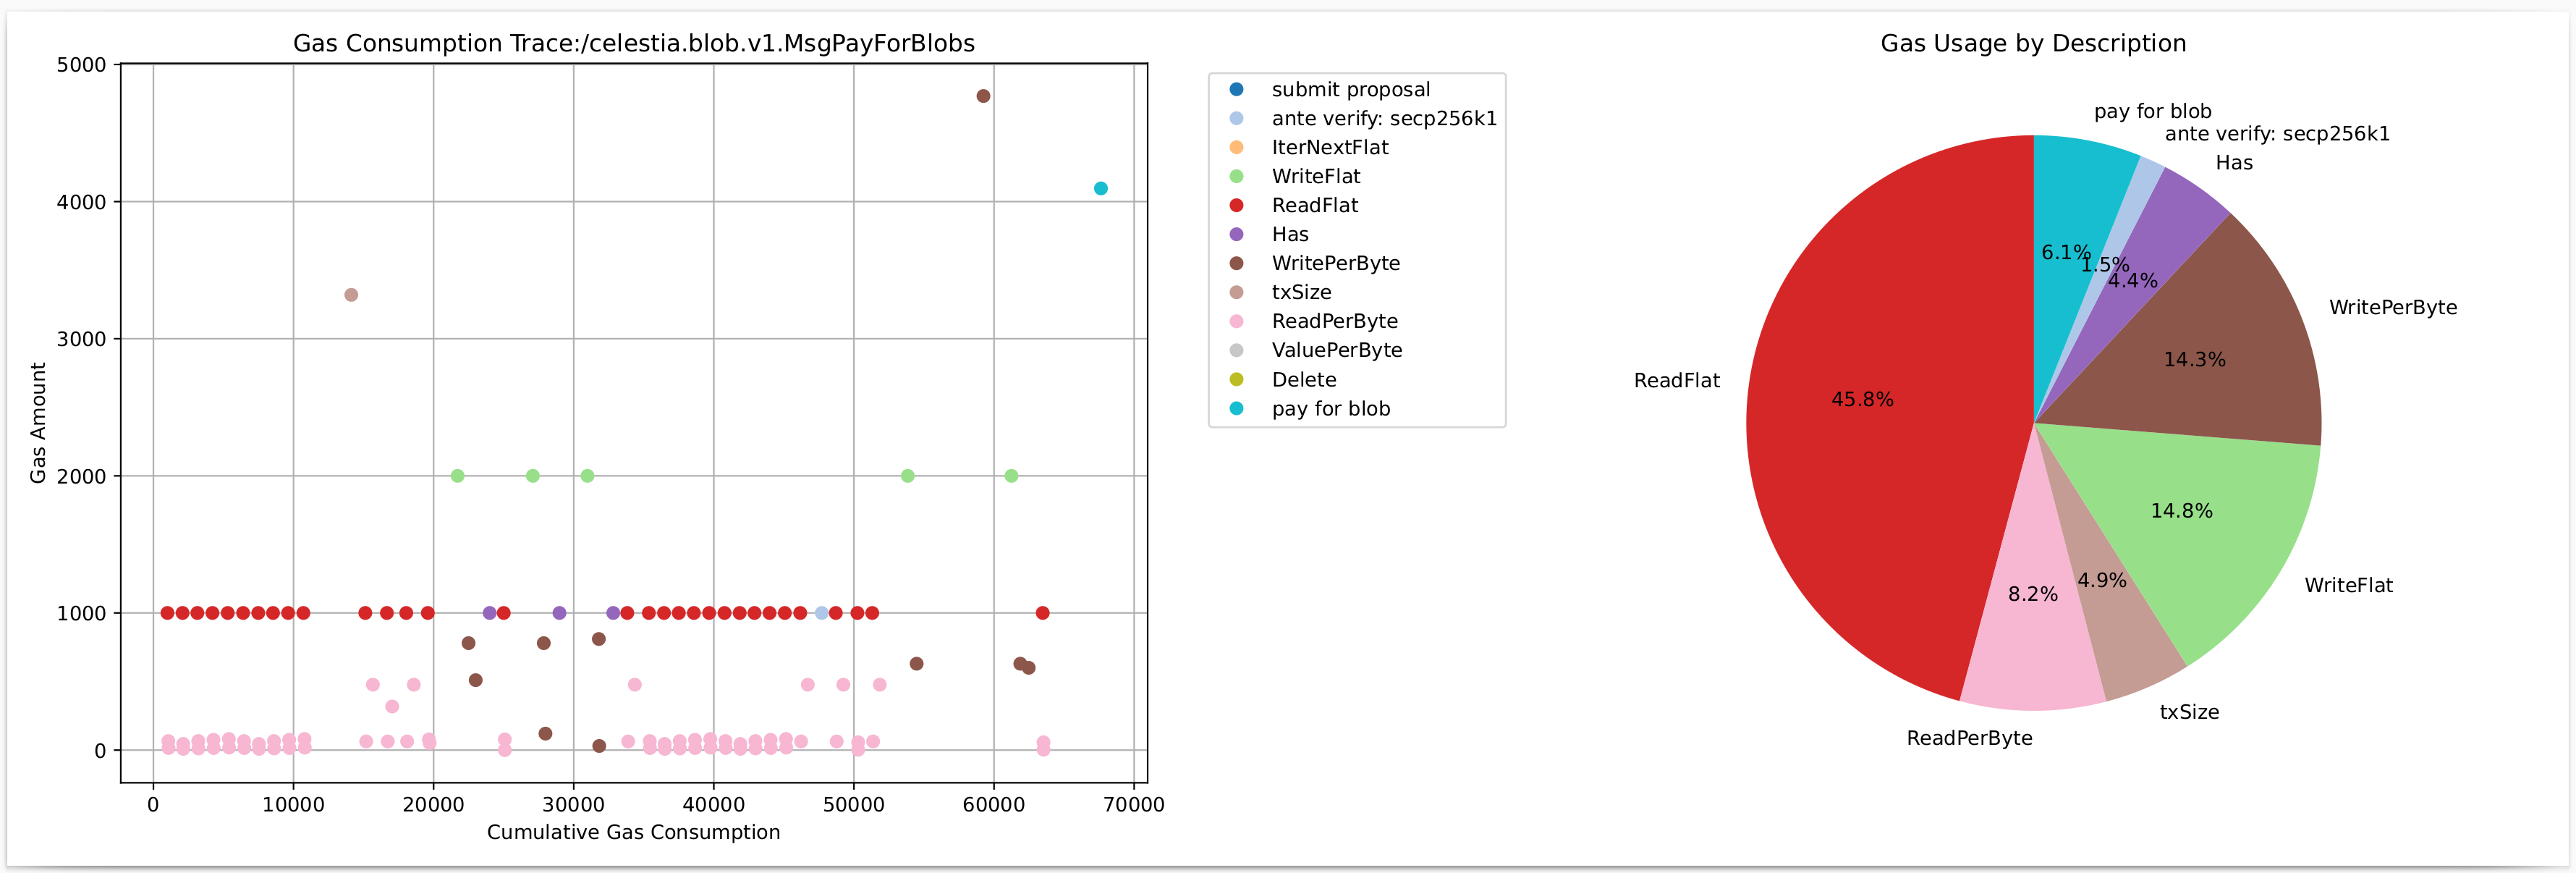 Gas Consumption Trace:/celestia.blob.v1.MsgPayForBlobs
Gas Amount
5000
4000
3000
2000
1000
0
0 10000 20000 30000 40000 50000 60000 70000
Cumulative Gas Consumption
submit proposal
ante verify: secp256k1
IterNextFlat
WriteFlat
ReadFlat
Has
WritePerByte
txSize
ReadPerByte
ValuePerByte
Delete
pay for blob
Gas Usage by Description
pay for blob
ante verify: secp256k1
Has
WritePerByte
WriteFlat
txSize
ReadPerByte
ReadFlat
6.1%
1.5%
4.4%
14.3%
14.8%
4.9%
8.2%
45.8%